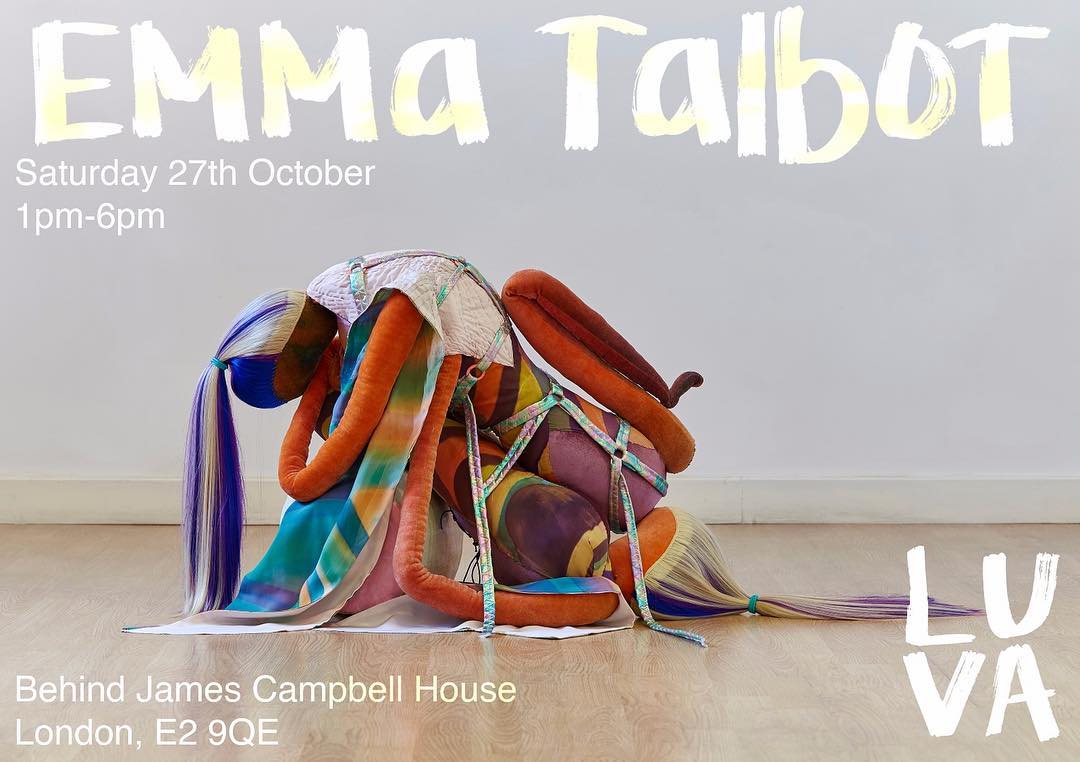 EMMa TalboT
Saturday 27th October
1pm-6pm
Behind James Campbell House
London, E2 9QE
LU
VA